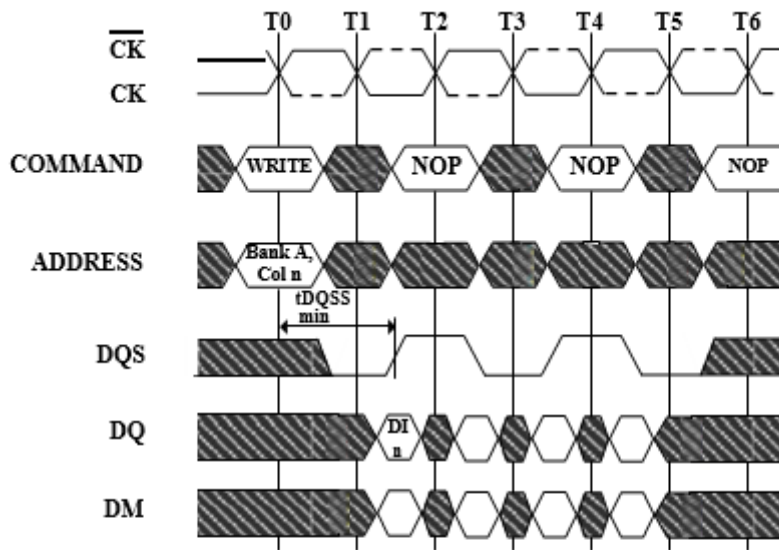 T0 T1 T2 T3 T4 T5 T6
CK
CK
COMMAND WRITE NOP NOP NOP
ADDRESS Bank A,
Col n
tDQSS
min
DQS
DQ DI
n
DM